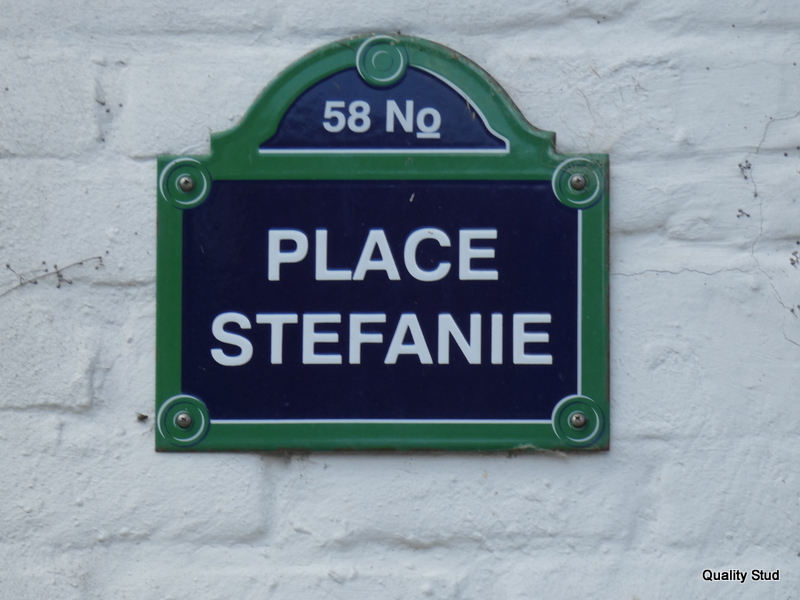 58 No
PLACE
STEFANIE
Quality Stud